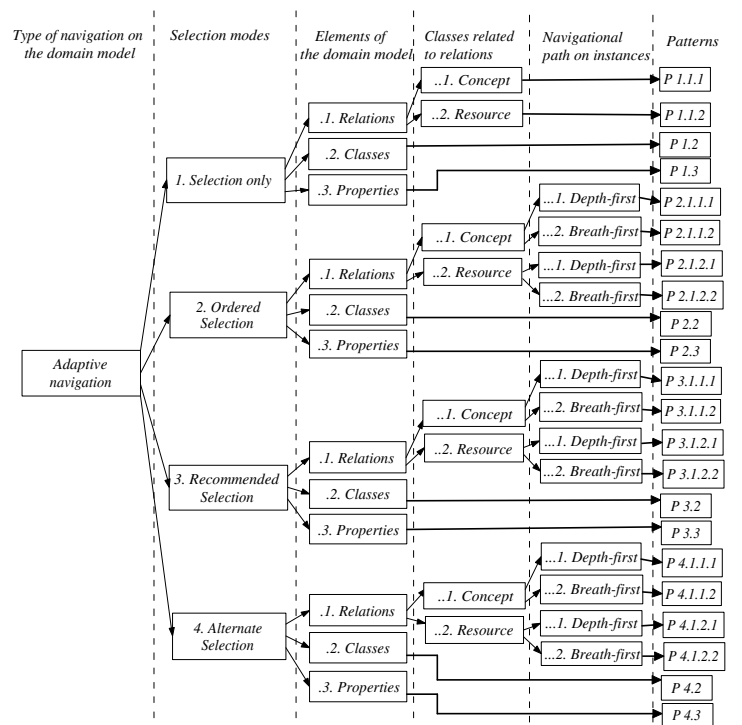 Type of navigation on
the domain model
Selection modes
Elements of
the domain model
Classes related
to relations
Navigational
path on instances
Patterns
Adaptive
navigation
1. Selection only
.1. Relations
..1. Concept
P 1.1.1
..2. Resource
P 1.1.2
.2. Classes
P 1.2
.3. Properties
P 1.3
2. Ordered
Selection
.1. Relations
..1. Concept
...1. Depth-first
P 2.1.1.1
...2. Breath-first
P 2.1.1.2
..2. Resource
...1. Depth-first
P 2.1.2.1
...2. Breath-first
P 2.1.2.2
.2. Classes
P 2.2
.3. Properties
P 2.3
3. Recommended
Selection
.1. Relations
..1. Concept
...1. Depth-first
P 3.1.1.1
...2. Breath-first
P 3.1.1.2
..2. Resource
...1. Depth-first
P 3.1.2.1
...2. Breath-first
P 3.1.2.2
.2. Classes
P 3.2
.3. Properties
P 3.3
4. Alternate
Selection
.1. Relations
..1. Concept
...1. Depth-first
P 4.1.1.1
...2. Breath-first
P 4.1.1.2
..2. Resource
...1. Depth-first
P 4.1.2.1
...2. Breath-first
P 4.1.2.2
.2. Classes
P 4.2
.3. Properties
P 4.3